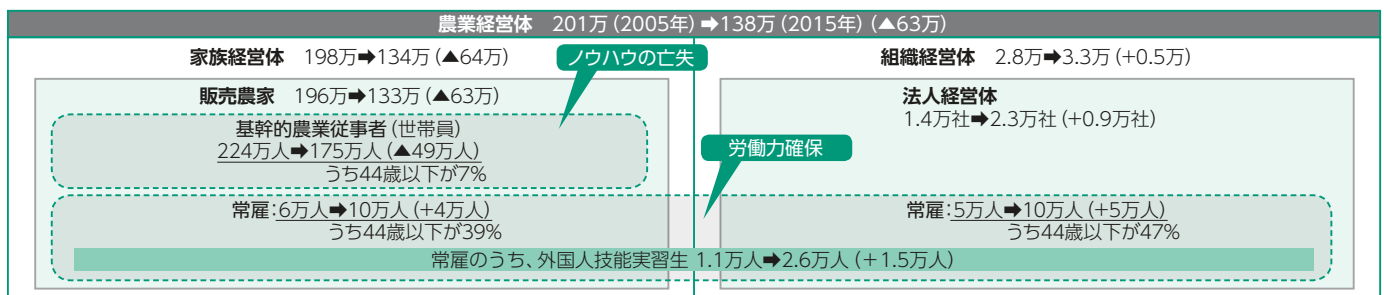 農業経営体 201万(2005年)➡138万(2015年)(▲63万)
家族経営体 198万➡134万(▲64万)
ノウハウの亡失
組織経営体 2.8万➡3.3万(+0.5万)
販売農家 196万➡133万(▲63万)
法人経営体
1.4万社➡2.3万社(+0.9万社)
基幹的農業従事者(世帯員)
224万人➡175万人(▲49万人)
うち44歳以下が7%
労働力確保
常雇:6万人➡10万人(+4万人)
うち44歳以下が39%
常雇:5万人➡10万人(+5万人)
うち44歳以下が47%
常雇のうち、外国人技能実習生 1.1万人➡2.6万人(+1.5万人)